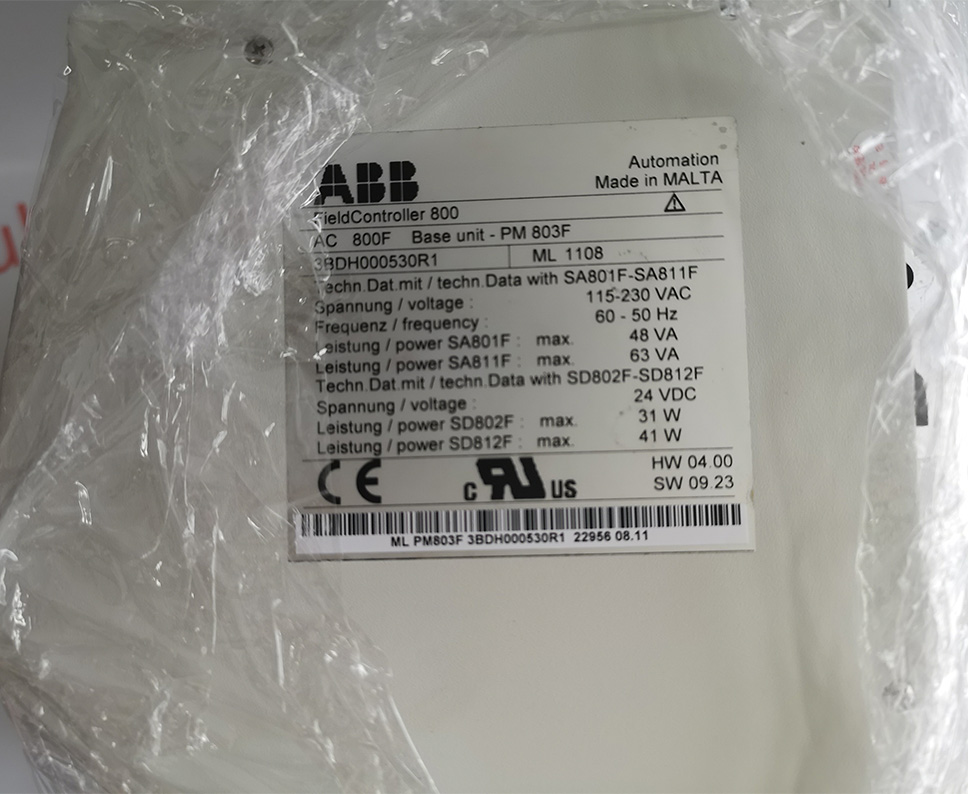 ABB
Automation
Made in MALTA
FieldController 800
AC 800F Base unit - PM 803F
3BDH000530R1 ML 1108
Techn.Dat.mit / techn.Data with SA801F-SA811F
Spannung / voltage : 115-230 VAC
Frequenz / frequency : 60 - 50 Hz
Leistung / power SA801F : max. 48 VA
Leistung / power SA811F : max. 63 VA
Techn.Dat.mit / techn.Data with SD802F-SD812F
Spannung / voltage : 24 VDC
Leistung / power SD802F : max. 31 W
Leistung / power SD812F : max. 41 W
CE c RU US HW 04.00
SW 09.23
ML PM803F 3BDH000530R1 22956 08.11